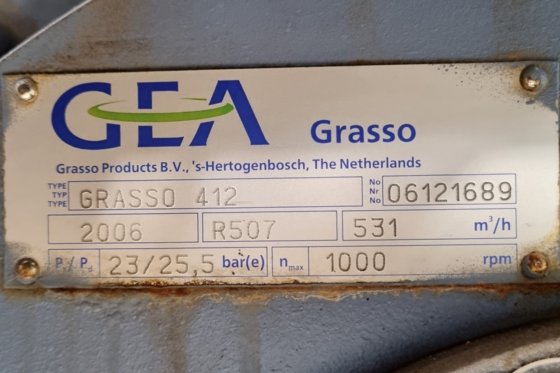 GEA Grasso
Grasso Products B.V., 's-Hertogenbosch, The Netherlands
TYPE
TYP
TYPE
GRASSO 412
No
Nr
No
06121689
2006 R507 531 m³/h
23/25,5 bar(e) n max 1000 rpm